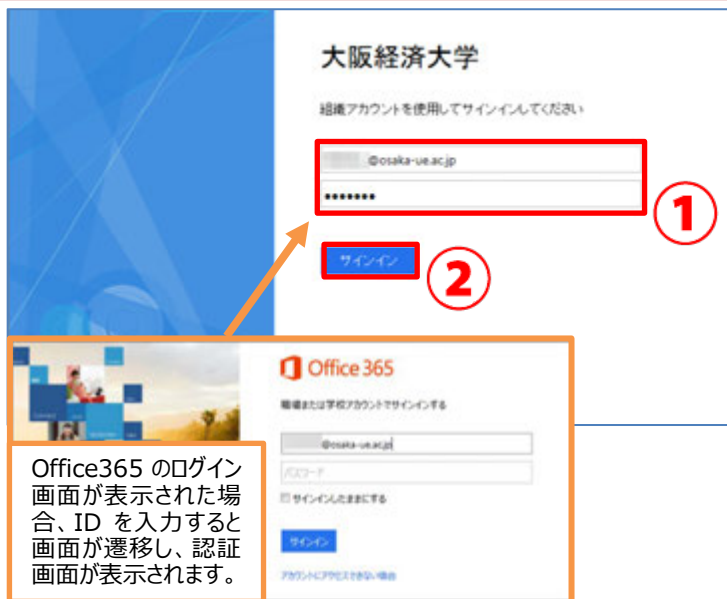 大阪経済大学
組織アカウントを使用してサインインしてください
@osaka-ue.ac.jp
•••••••
①
サインイン
②
Office 365
職場または学校アカウントでサインインする
@osaka-ue.ac.jp
パスワード
サインインしたままにする
サインイン
アカウントにアクセスできない場合
Office365 のログイン
画面が表示された場
合、ID を入力すると
画面が遷移し、認証
画面が表示されます。